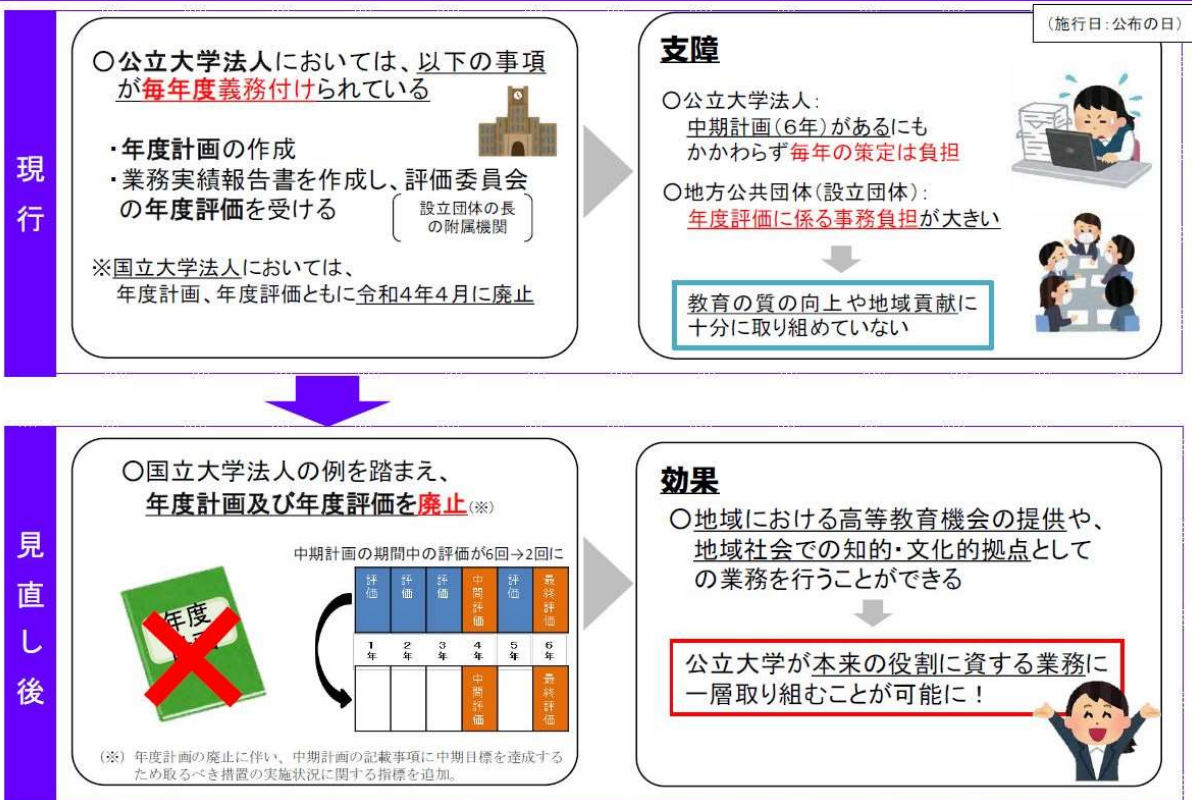 (施行日:公布の日)
現行
〇公立大学法人においては、以下の事項
が毎年度義務付けられている
・年度計画の作成
・業務実績報告書を作成し、評価委員会
の年度評価を受ける
設立団体の長
の附属機関
※国立大学法人においては、
年度計画、年度評価ともに令和4年4月に廃止
支障
〇公立大学法人:
中期計画(6年)があるにも
かかわらず毎年の策定は負担
〇地方公共団体(設立団体):
年度評価に係る事務負担が大きい
教育の質の向上や地域貢献に
十分に取り組めていない
見直し後
〇国立大学法人の例を踏まえ、
年度計画及び年度評価を廃止(※)
中期計画の期間中の評価が6回→2回に
年度
評価 評価 評価 中間評価 評価 最終評価
1年 2年 3年 4年 5年 6年
中間評価 最終評価
(※) 年度計画の廃止に伴い、中期計画の記載事項に中期目標を達成する
ため取るべき措置の実施状況に関する指標を追加。
効果
〇地域における高等教育機会の提供や、
地域社会での知的・文化的拠点として
の業務を行うことができる
公立大学が本来の役割に資する業務に
一層取り組むことが可能に!